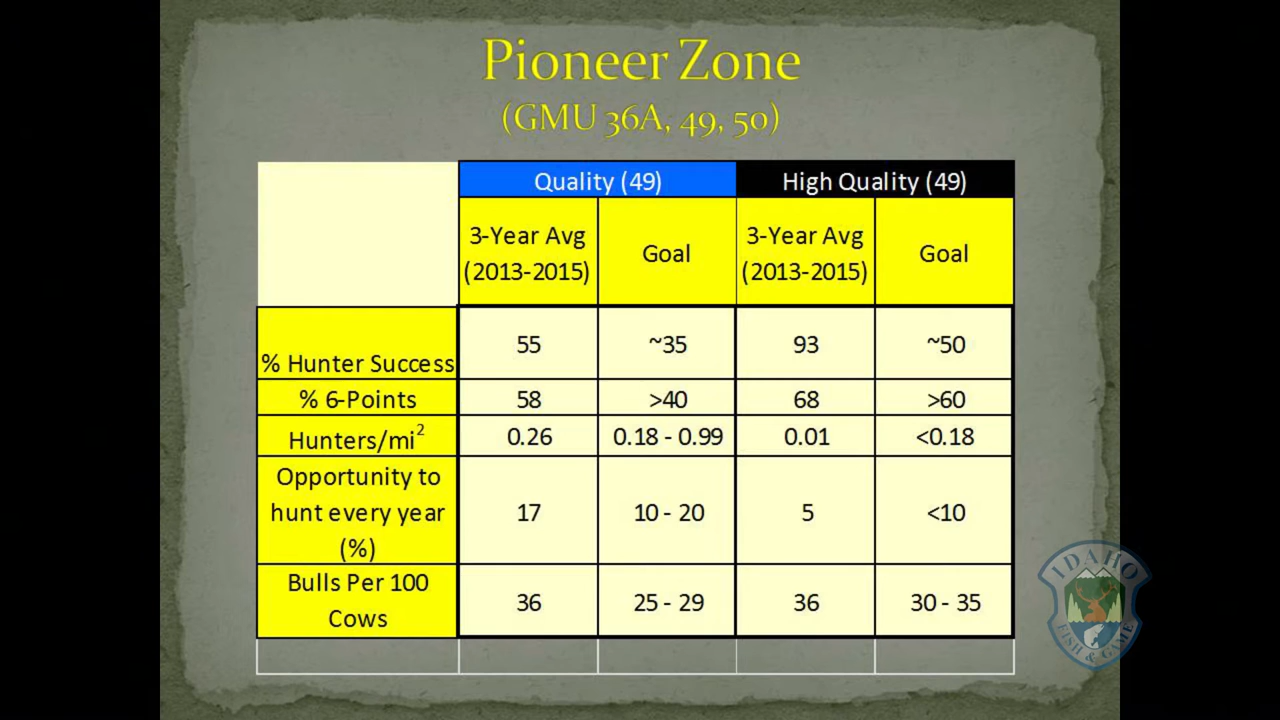 Pioneer Zone
(GMU 36A, 49, 50)
Quality (49) High Quality (49)
3-Year Avg (2013-2015) Goal 3-Year Avg (2013-2015) Goal
% Hunter Success 55 ~35 93 ~50
% 6-Points 58 >40 68 >60
Hunters/mi² 0.26 0.18 - 0.99 0.01 <0.18
Opportunity to hunt every year (%) 17 10 - 20 5 <10
Bulls Per 100 Cows 36 25 - 29 36 30 - 35
IDAHO
FISH & GAME